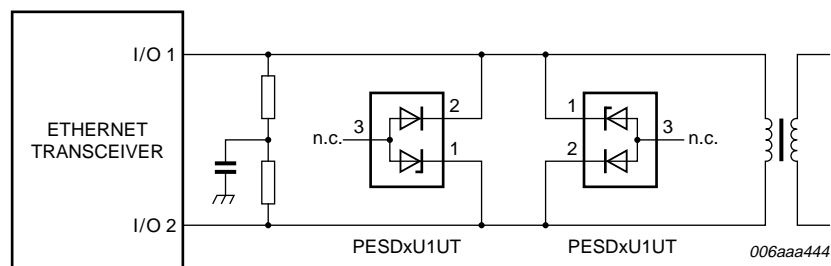 I/O 1
ETHERNET
TRANSCEIVER
I/O 2
3
n.c.
2
1
PESDxU1UT
1
2
3
n.c.
PESDxU1UT
006aaa444